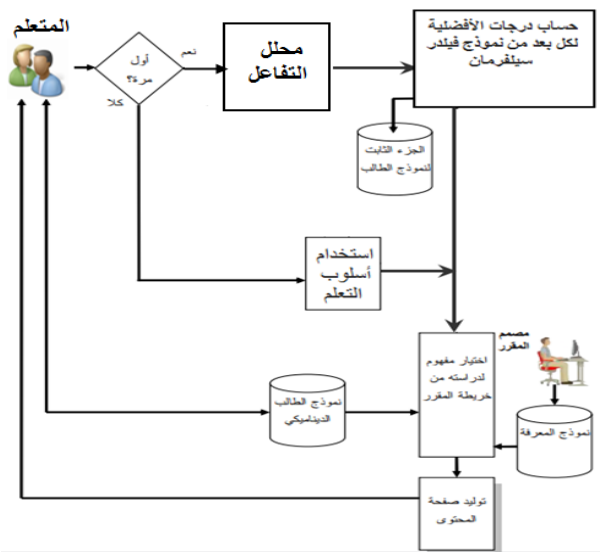 المتعلم
أول
مرة؟
نعم
كلا
محلل
التفاعل
حساب درجات الأفضلية
لكل بعد من نموذج فيلدر
سيلفرمان
الجزء الثابت
لنموذج الطالب
استخدام
أسلوب
التعلم
مصمم
المقرر
اختيار مفهوم
لدراسته من
خريطة المقرر
نموذج الطالب
الديناميكي
نموذج المعرفة
توليد صفحة
المحتوى